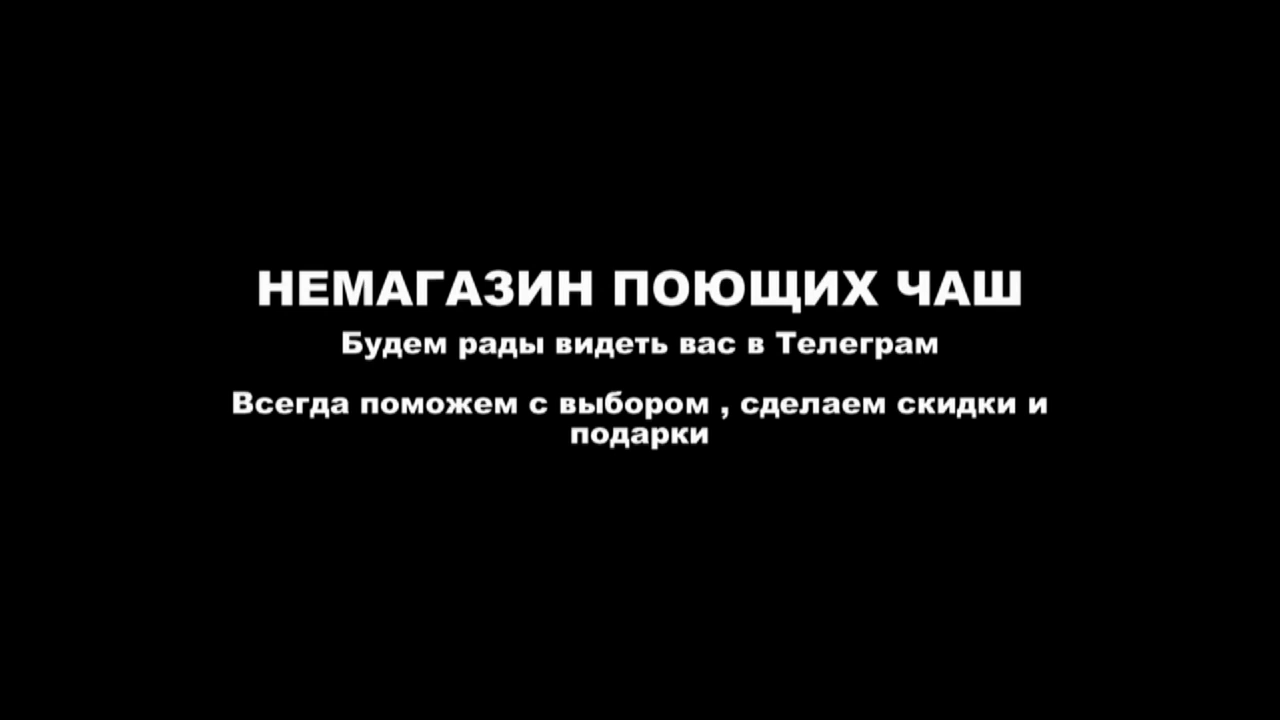 НЕМАГАЗИН ПОЮЩИХ ЧАШ
Будем рады видеть вас в Телеграм
Всегда поможем с выбором , сделаем скидки и
подарки